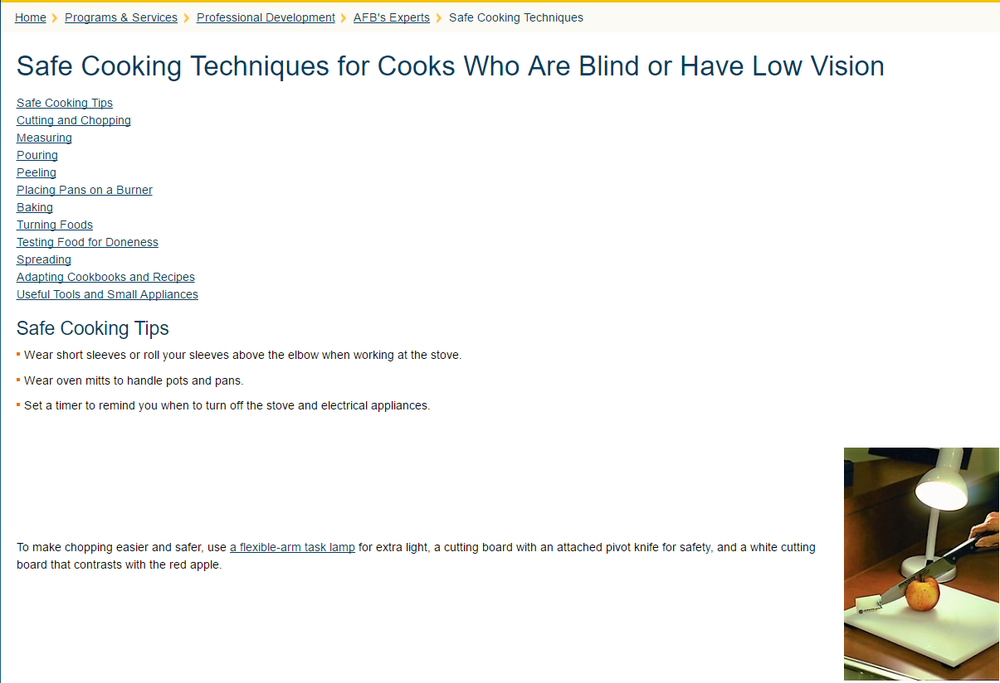 Home > Programs & Services > Professional Development > AFB's Experts > Safe Cooking Techniques
Safe Cooking Techniques for Cooks Who Are Blind or Have Low Vision
Safe Cooking Tips
Cutting and Chopping
Measuring
Pouring
Peeling
Placing Pans on a Burner
Baking
Turning Foods
Testing Food for Doneness
Spreading
Adapting Cookbooks and Recipes
Useful Tools and Small Appliances
Safe Cooking Tips
Wear short sleeves or roll your sleeves above the elbow when working at the stove.
Wear oven mitts to handle pots and pans.
Set a timer to remind you when to turn off the stove and electrical appliances.
To make chopping easier and safer, use a flexible-arm task lamp for extra light, a cutting board with an attached pivot knife for safety, and a white cutting
board that contrasts with the red apple.